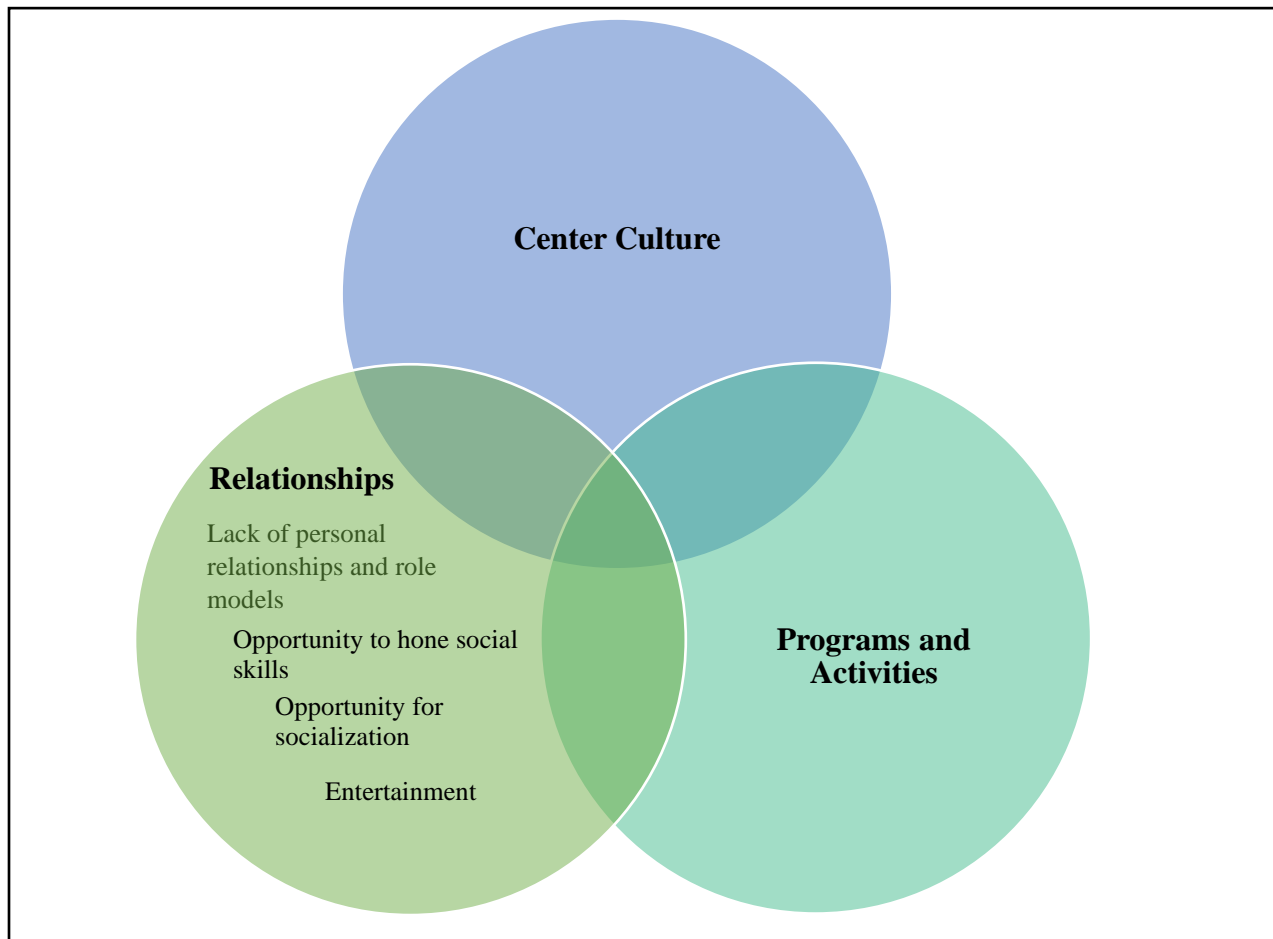 Center Culture
Relationships
Lack of personal
relationships and role
models
Opportunity to hone social
skills
Opportunity for
socialization
Entertainment
Programs and
Activities